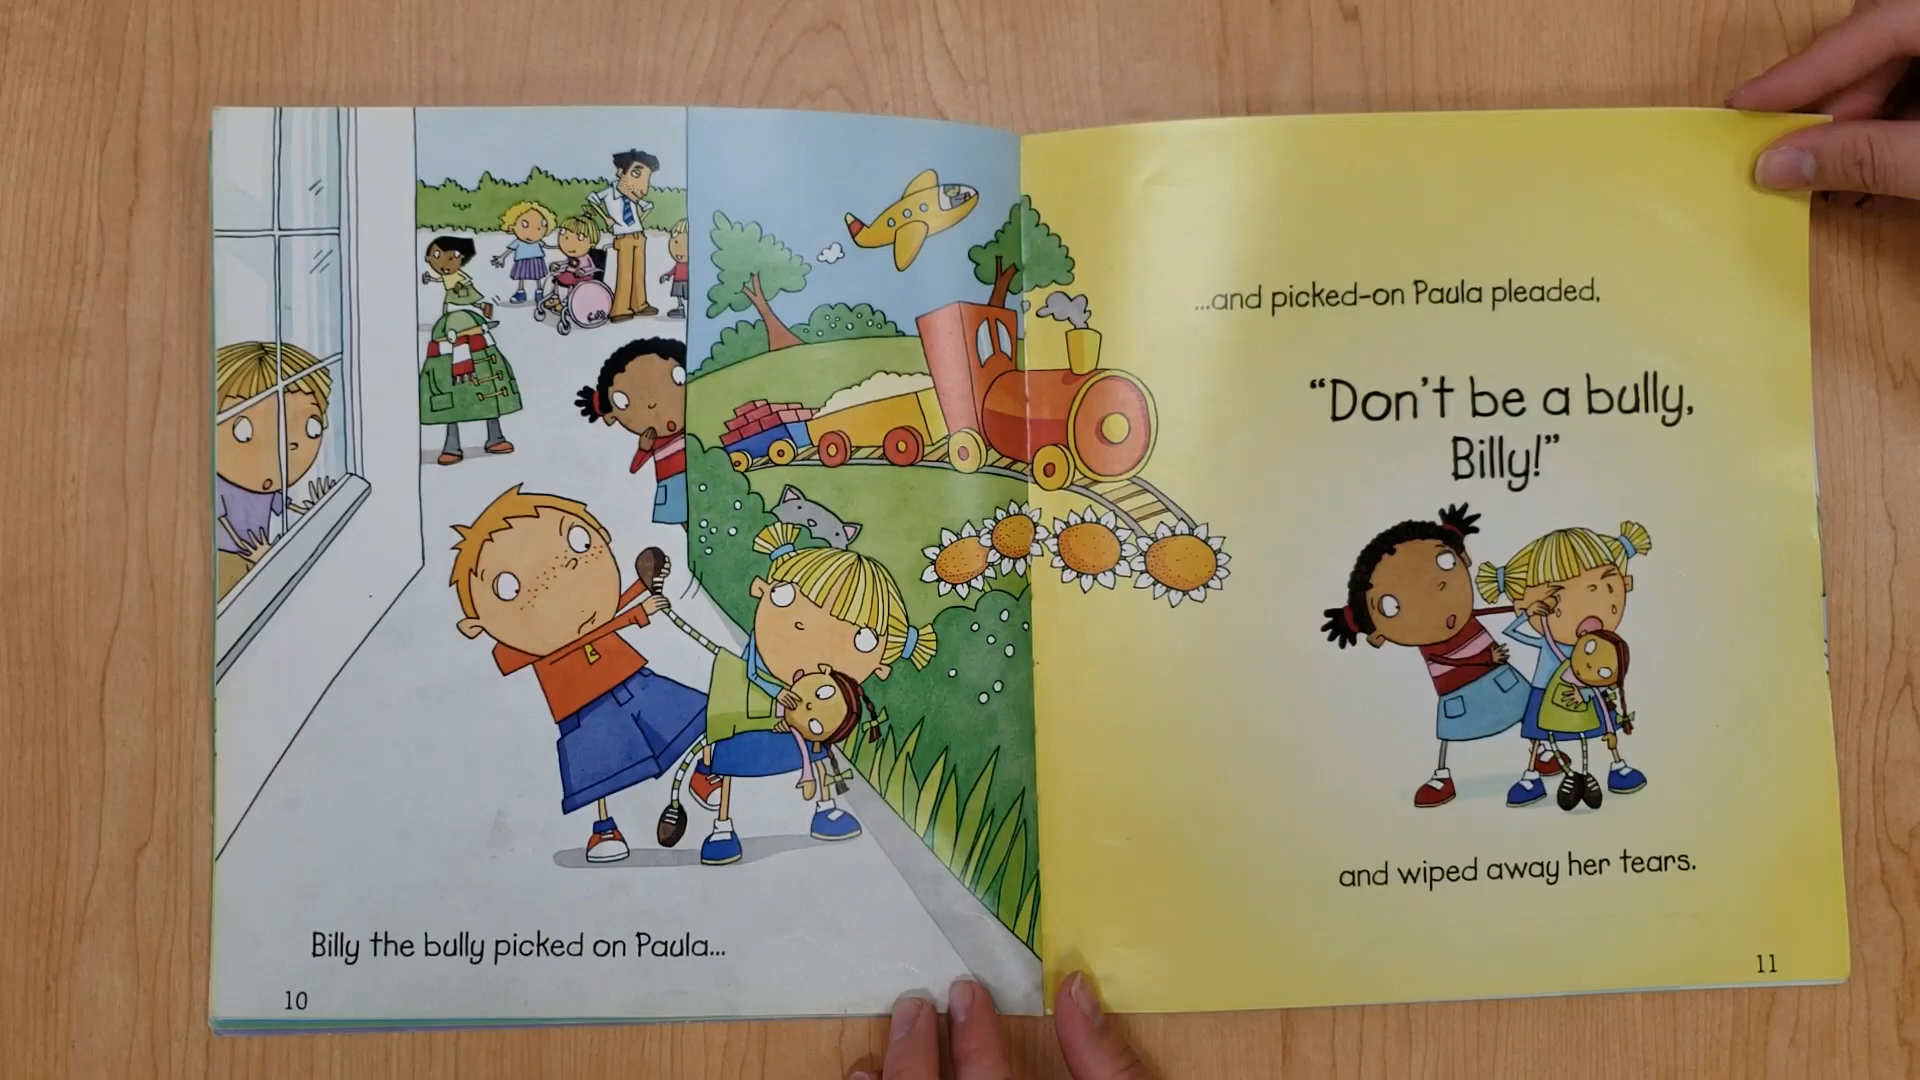 Billy the bully picked on Paula...
10
...and picked-on Paula pleaded,
“Don't be a bully,
Billy!”
and wiped away her tears.
11